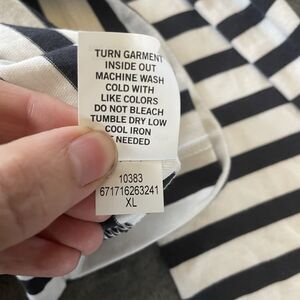 TURN GARMENT
INSIDE OUT
MACHINE WASH
COLD WITH
LIKE COLORS
DO NOT BLEACH
TUMBLE DRY LOW
COOL IRON
NEEDED
10383
671716263241
XL